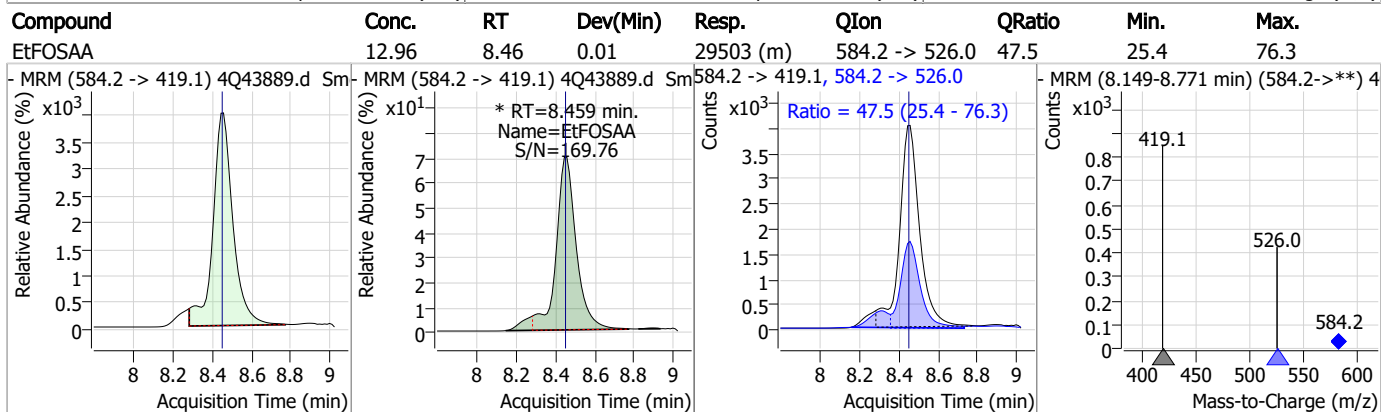 Compound Conc. RT Dev(Min) Resp. QIon QRatio Min. Max.
EtFOSAA 12.96 8.46 0.01 29503 (m) 584.2 -> 526.0 47.5 25.4 76.3
- MRM (584.2 -> 419.1) 4Q43889.d Sm
Relative Abundance (%)
x10³
3.5
3
2.5
2
1.5
1
0.5
0
8 8.2 8.4 8.6 8.8 9
Acquisition Time (min)
- MRM (584.2 -> 419.1) 4Q43889.d Sm
Relative Abundance (%)
x10¹
* RT=8.459 min.
Name=EtFOSAA
S/N=169.76
7
6
5
4
3
2
1
0
8 8.2 8.4 8.6 8.8 9
Acquisition Time (min)
584.2 -> 419.1, 584.2 -> 526.0
Counts
x10³
Ratio = 47.5 (25.4 - 76.3)
3.5
3
2.5
2
1.5
1
0.5
0
8 8.2 8.4 8.6 8.8 9
Acquisition Time (min)
- MRM (8.149-8.771 min) (584.2->**) 4
Counts
x10³
419.1
0.8
0.7
0.6
0.5
526.0
0.4
0.3
0.2
584.2
0.1
0
400 450 500 550 600
Mass-to-Charge (m/z)